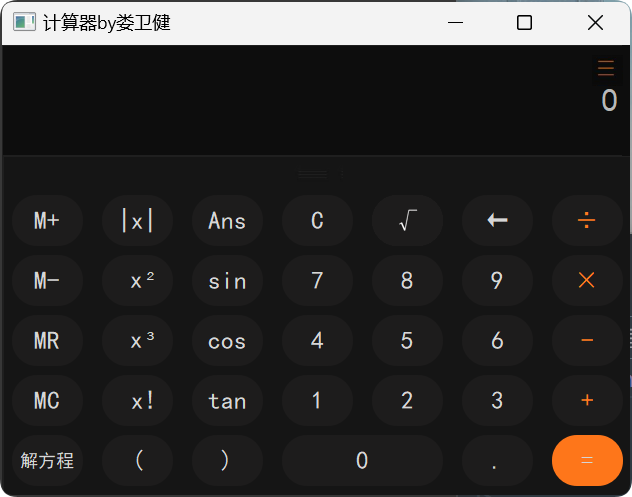 计算器by娄卫健
0
M+ |x| Ans C √ ← ÷
M- x² sin 7 8 9 ×
MR x³ cos 4 5 6 −
MC x! tan 1 2 3 +
解方程 ( ) 0 . =